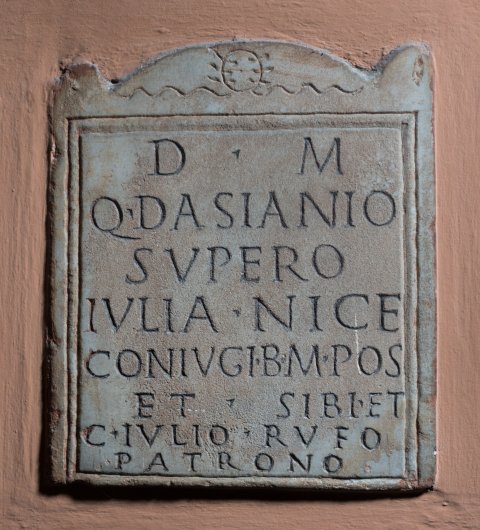 D · M
Q·DASIANIO
SVPERO
IVLIA · NICE
CONIVGI·B·M·POS
ET · SIBI·ET
C·IVLIO · RVFO
PATRONO